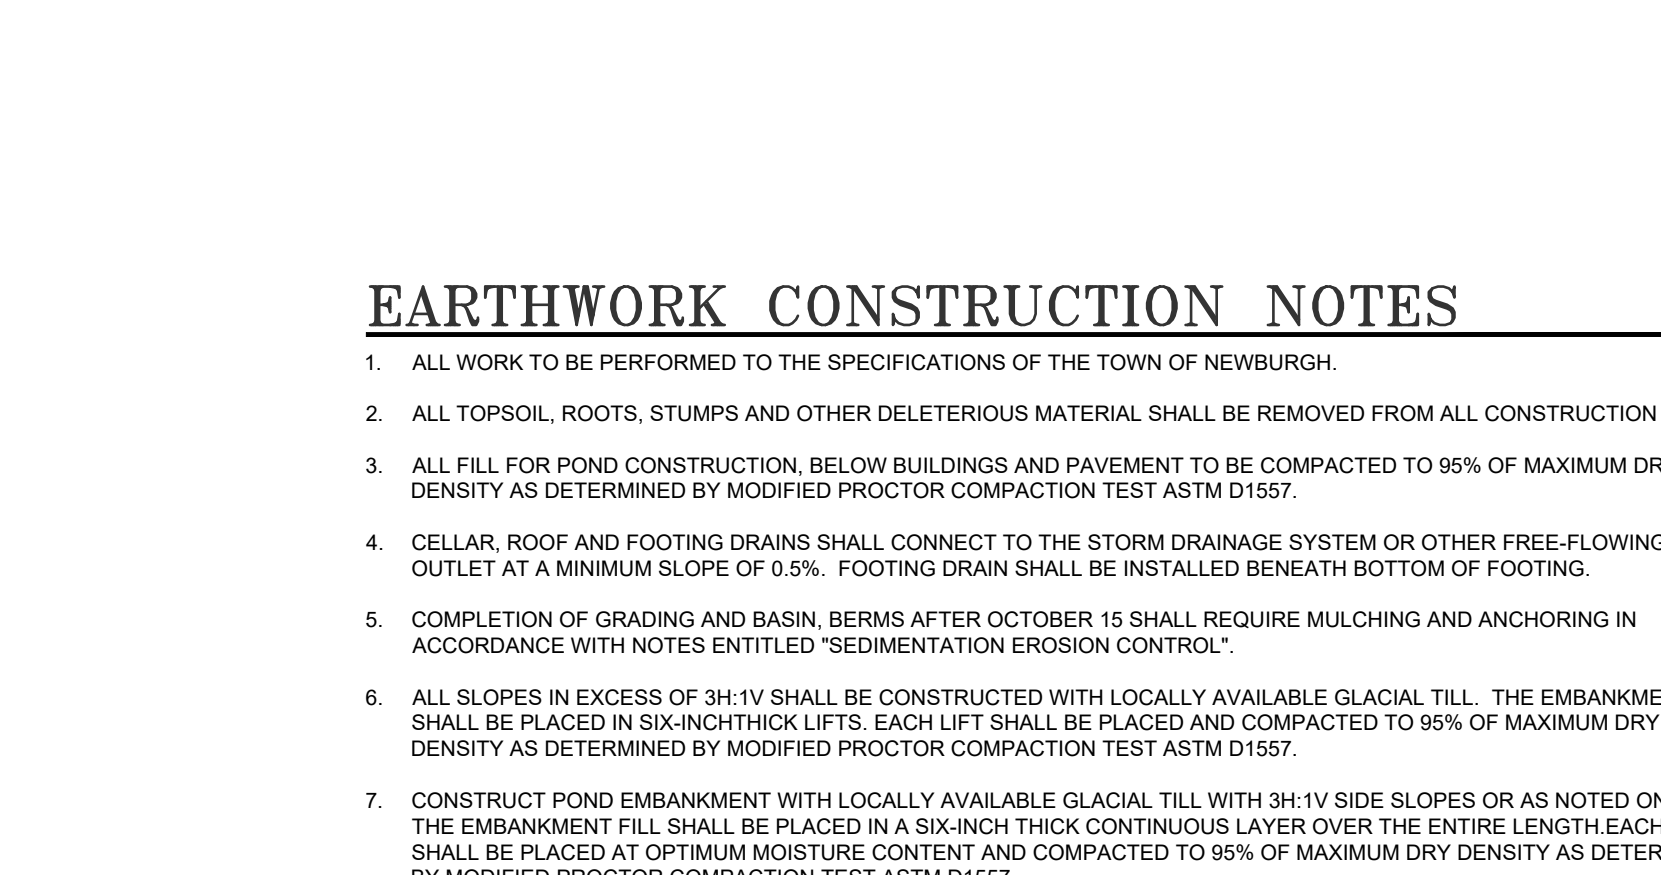 EARTHWORK CONSTRUCTION NOTES
1. ALL WORK TO BE PERFORMED TO THE SPECIFICATIONS OF THE TOWN OF NEWBURGH.
2. ALL TOPSOIL, ROOTS, STUMPS AND OTHER DELETERIOUS MATERIAL SHALL BE REMOVED FROM ALL CONSTRUCTION
3. ALL FILL FOR POND CONSTRUCTION, BELOW BUILDINGS AND PAVEMENT TO BE COMPACTED TO 95% OF MAXIMUM DR
DENSITY AS DETERMINED BY MODIFIED PROCTOR COMPACTION TEST ASTM D1557.
4. CELLAR, ROOF AND FOOTING DRAINS SHALL CONNECT TO THE STORM DRAINAGE SYSTEM OR OTHER FREE-FLOWING
OUTLET AT A MINIMUM SLOPE OF 0.5%. FOOTING DRAIN SHALL BE INSTALLED BENEATH BOTTOM OF FOOTING.
5. COMPLETION OF GRADING AND BASIN, BERMS AFTER OCTOBER 15 SHALL REQUIRE MULCHING AND ANCHORING IN
ACCORDANCE WITH NOTES ENTITLED "SEDIMENTATION EROSION CONTROL".
6. ALL SLOPES IN EXCESS OF 3H:1V SHALL BE CONSTRUCTED WITH LOCALLY AVAILABLE GLACIAL TILL. THE EMBANKME
SHALL BE PLACED IN SIX-INCHTHICK LIFTS. EACH LIFT SHALL BE PLACED AND COMPACTED TO 95% OF MAXIMUM DRY
DENSITY AS DETERMINED BY MODIFIED PROCTOR COMPACTION TEST ASTM D1557.
7. CONSTRUCT POND EMBANKMENT WITH LOCALLY AVAILABLE GLACIAL TILL WITH 3H:1V SIDE SLOPES OR AS NOTED ON
THE EMBANKMENT FILL SHALL BE PLACED IN A SIX-INCH THICK CONTINUOUS LAYER OVER THE ENTIRE LENGTH.EACH
SHALL BE PLACED AT OPTIMUM MOISTURE CONTENT AND COMPACTED TO 95% OF MAXIMUM DRY DENSITY AS DETER
BY MODIFIED PROCTOR COMPACTION TEST ASTM D1557